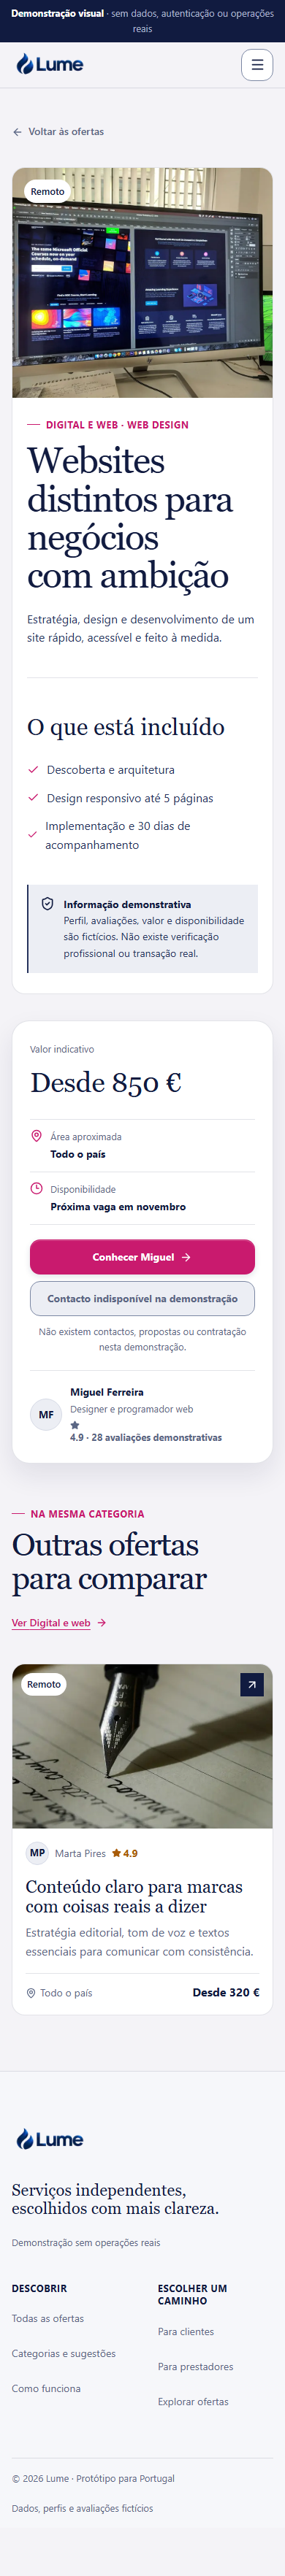 Demonstração visual · sem dados, autenticação ou operações
reais
Lume
Voltar às ofertas
Remoto
DIGITAL E WEB · WEB DESIGN
Websites
distintos para
negócios
com ambição
Estratégia, design e desenvolvimento de um
site rápido, acessível e feito à medida.
O que está incluído
Descoberta e arquitetura
Design responsivo até 5 páginas
Implementação e 30 dias de
acompanhamento
Informação demonstrativa
Perfil, avaliações, valor e disponibilidade
são fictícios. Não existe verificação
profissional ou transação real.
Valor indicativo
Desde 850 €
Área aproximada
Todo o país
Disponibilidade
Próxima vaga em novembro
Conhecer Miguel
Contacto indisponível na demonstração
Não existem contactos, propostas ou contratação
nesta demonstração.
MF
Miguel Ferreira
Designer e programador web
4.9 · 28 avaliações demonstrativas
NA MESMA CATEGORIA
Outras ofertas
para comparar
Ver Digital e web
Remoto
MP Marta Pires 4.9
Conteúdo claro para marcas
com coisas reais a dizer
Estratégia editorial, tom de voz e textos
essenciais para comunicar com consistência.
Todo o país Desde 320 €
Lume
Serviços independentes,
escolhidos com mais clareza.
Demonstração sem operações reais
DESCOBRIR
Todas as ofertas
Categorias e sugestões
Como funciona
ESCOLHER UM
CAMINHO
Para clientes
Para prestadores
Explorar ofertas
© 2026 Lume · Protótipo para Portugal
Dados, perfis e avaliações fictícios